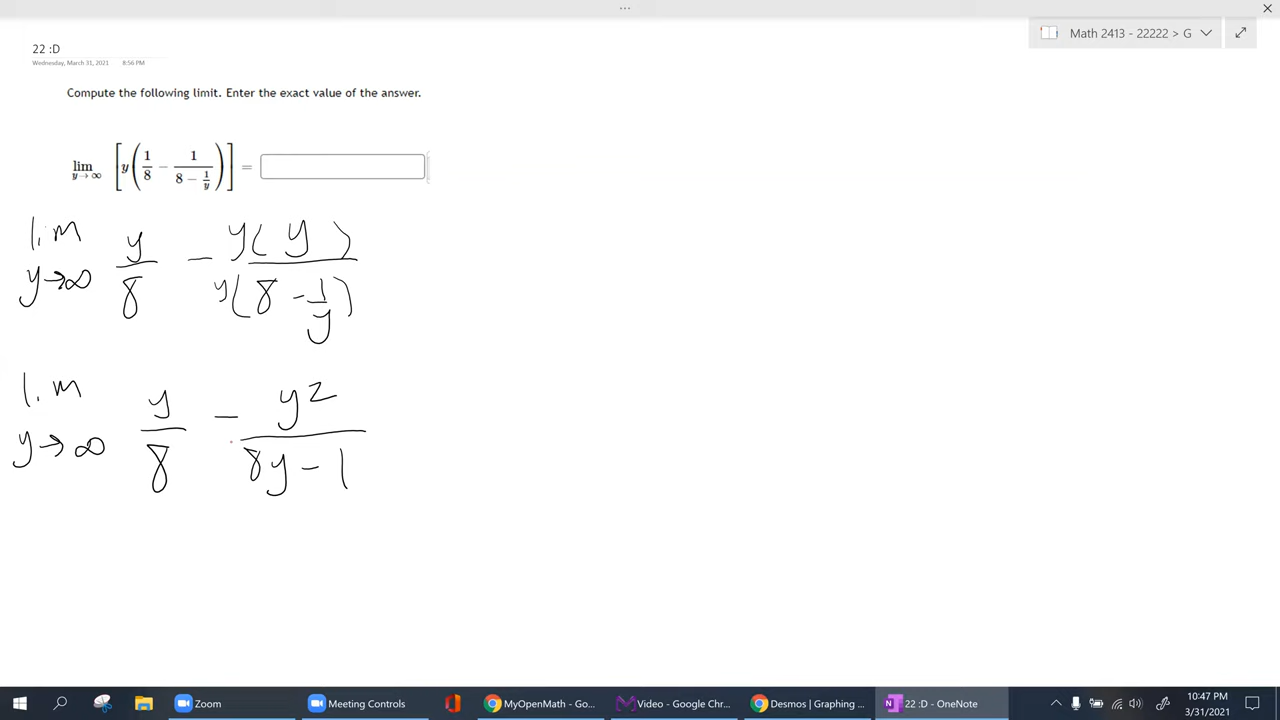 ...
Math 2413 - 22222 > G
22 :D
Wednesday, March 31, 2021 8:56 PM
Compute the following limit. Enter the exact value of the answer.
lim y→∞ [y(1/8 − 1/(8 − 1/y))] =
lim y→∞ y/8 − y(y)/y(8 − 1/y)
lim y→∞ y/8 − y2/8y − 1
Zoom
Meeting Controls
MyOpenMath - Go...
Video - Google Chr...
Desmos | Graphing ...
22 :D - OneNote
10:47 PM
3/31/2021